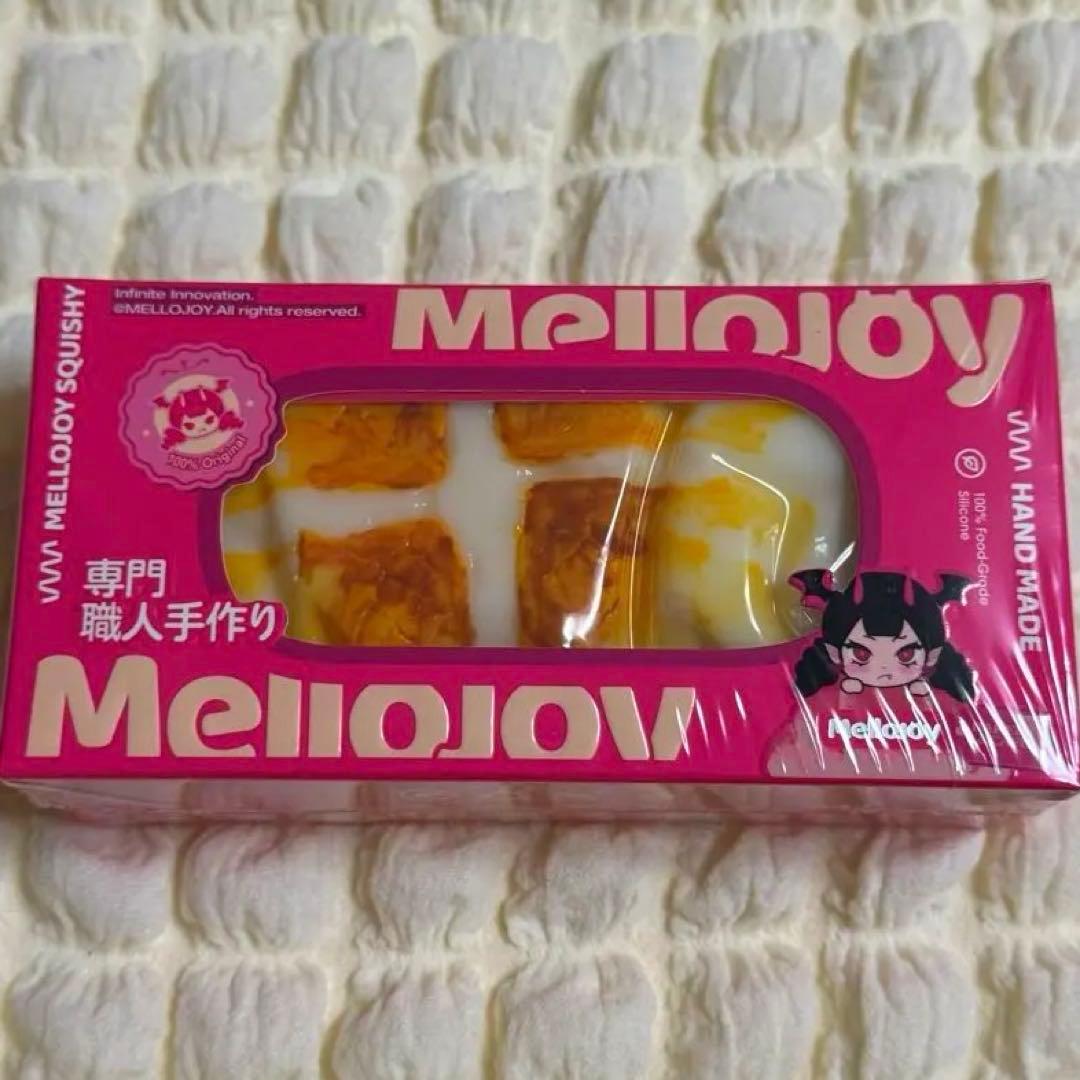 Infinite Innovation.
@MELLOJOY.All rights reserved.
MELLOJOY
MELLOJOY SQUISHY
100% Original
HAND MADE
100% Food-Grade
Silicone
専門
職人手作り
MELLOJOY
MELLOJOY